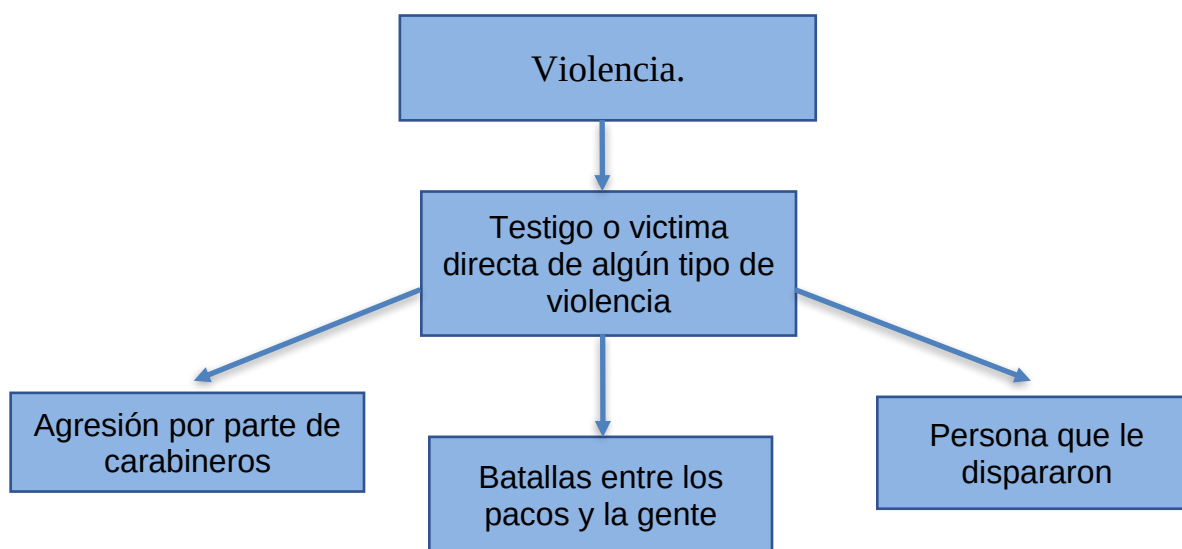 Violencia.
Testigo o victima
directa de algún tipo de
violencia
Agresión por parte de
carabineros
Batallas entre los
pacos y la gente
Persona que le
dispararon